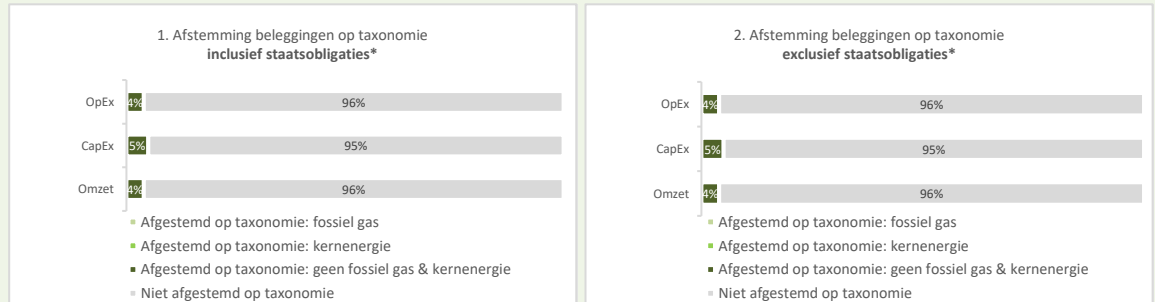 1. Afstemming beleggingen op taxonomie
inclusief staatsobligaties*
OpEx 4% 96%
CapEx 5% 95%
Omzet 4% 96%
Afgestemd op taxonomie: fossiel gas
Afgestemd op taxonomie: kernenergie
Afgestemd op taxonomie: geen fossiel gas & kernenergie
Niet afgestemd op taxonomie
2. Afstemming beleggingen op taxonomie
exclusief staatsobligaties*
OpEx 4% 96%
CapEx 5% 95%
Omzet 4% 96%
Afgestemd op taxonomie: fossiel gas
Afgestemd op taxonomie: kernenergie
Afgestemd op taxonomie: geen fossiel gas & kernenergie
Niet afgestemd op taxonomie